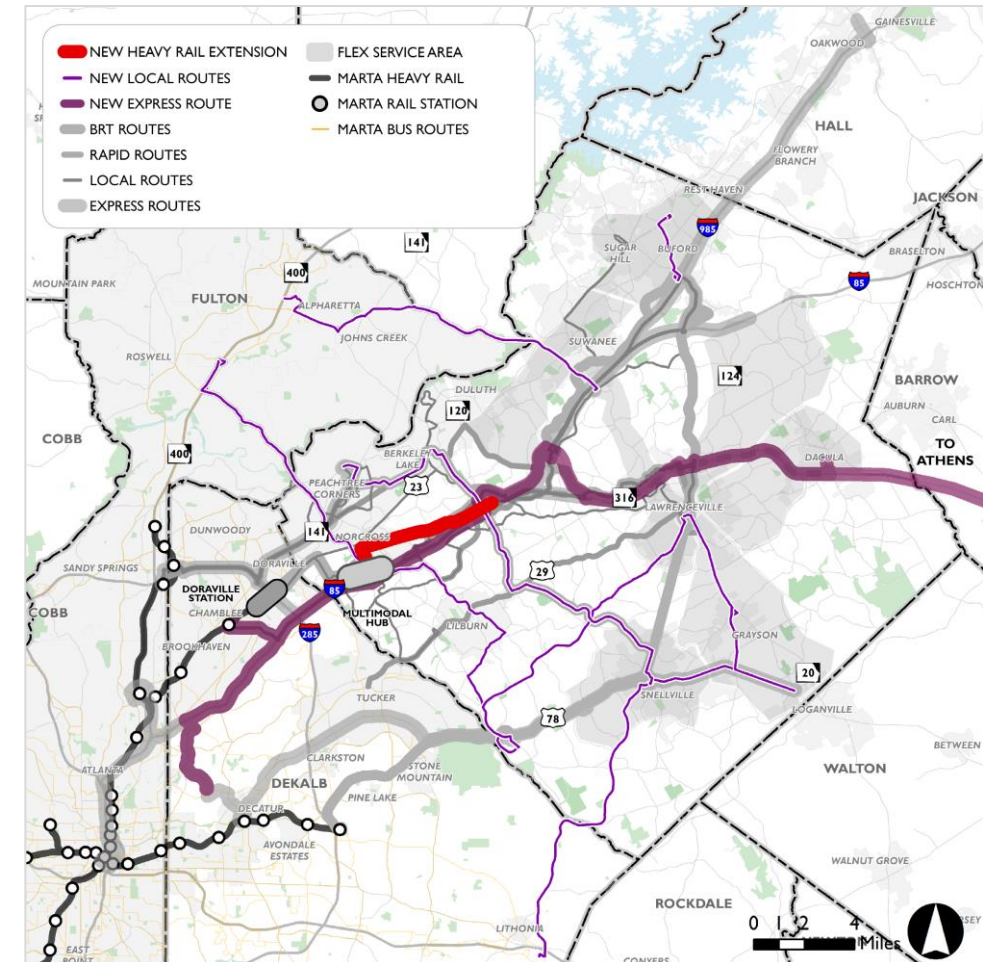 NEW HEAVY RAIL EXTENSION
NEW LOCAL ROUTES
NEW EXPRESS ROUTE
BRT ROUTES
RAPID ROUTES
LOCAL ROUTES
EXPRESS ROUTES
FLEX SERVICE AREA
MARTA HEAVY RAIL
MARTA RAIL STATION
MARTA BUS ROUTES
GAINESVILLE
OAKWOOD
HALL
FLOWERY
BRANCH
REST HAVEN
JACKSON
985
141
SUGAR
HILL
BUFORD
BRASELTON
400
85
HOSCHTON
MOUNTAIN PARK
FULTON
ALPHARETTA
JOHNS CREEK
SUWANEE
ROSWELL
124
DULUTH
BARROW
120
AUBURN
CARL
COBB
400
BERKELEY
LAKE
TO
ATHENS
DACULA
PEACHTREE
CORNERS
23
316
LAWRENCEVILLE
DUNWOODY
141
NORCROSS
SANDY SPRINGS
DORAVILLE
29
DORAVILLE
STATION
85
COBB
CHAMBLEE
MULTIMODAL
HUB
285
LILBURN
GRAYSON
BROOKHAVEN
20
TUCKER
SNELLVILLE
LOGANVILLE
78
CLARKSTON
BETWEEN
ATLANTA
STONE
MOUNTAIN
DEKALB
WALTON
PINE LAKE
DECATUR
AVONDALE
ESTATES
WALNUT GROVE
ROCKDALE
LITHONIA
0 1 2 4
Miles
EAST
POINT
CONYERS